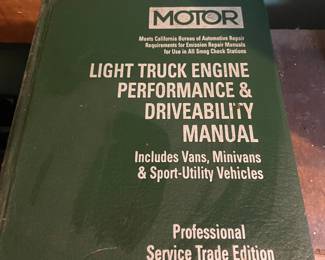 MOTOR
Meets California Bureau of Automotive Repair
Requirements for Emission Repair Manuals
for Use in All Smog Check Stations
LIGHT TRUCK ENGINE
PERFORMANCE &
DRIVEABILITY
MANUAL
Includes Vans, Minivans
& Sport-Utility Vehicles
Professional
Service Trade Edition